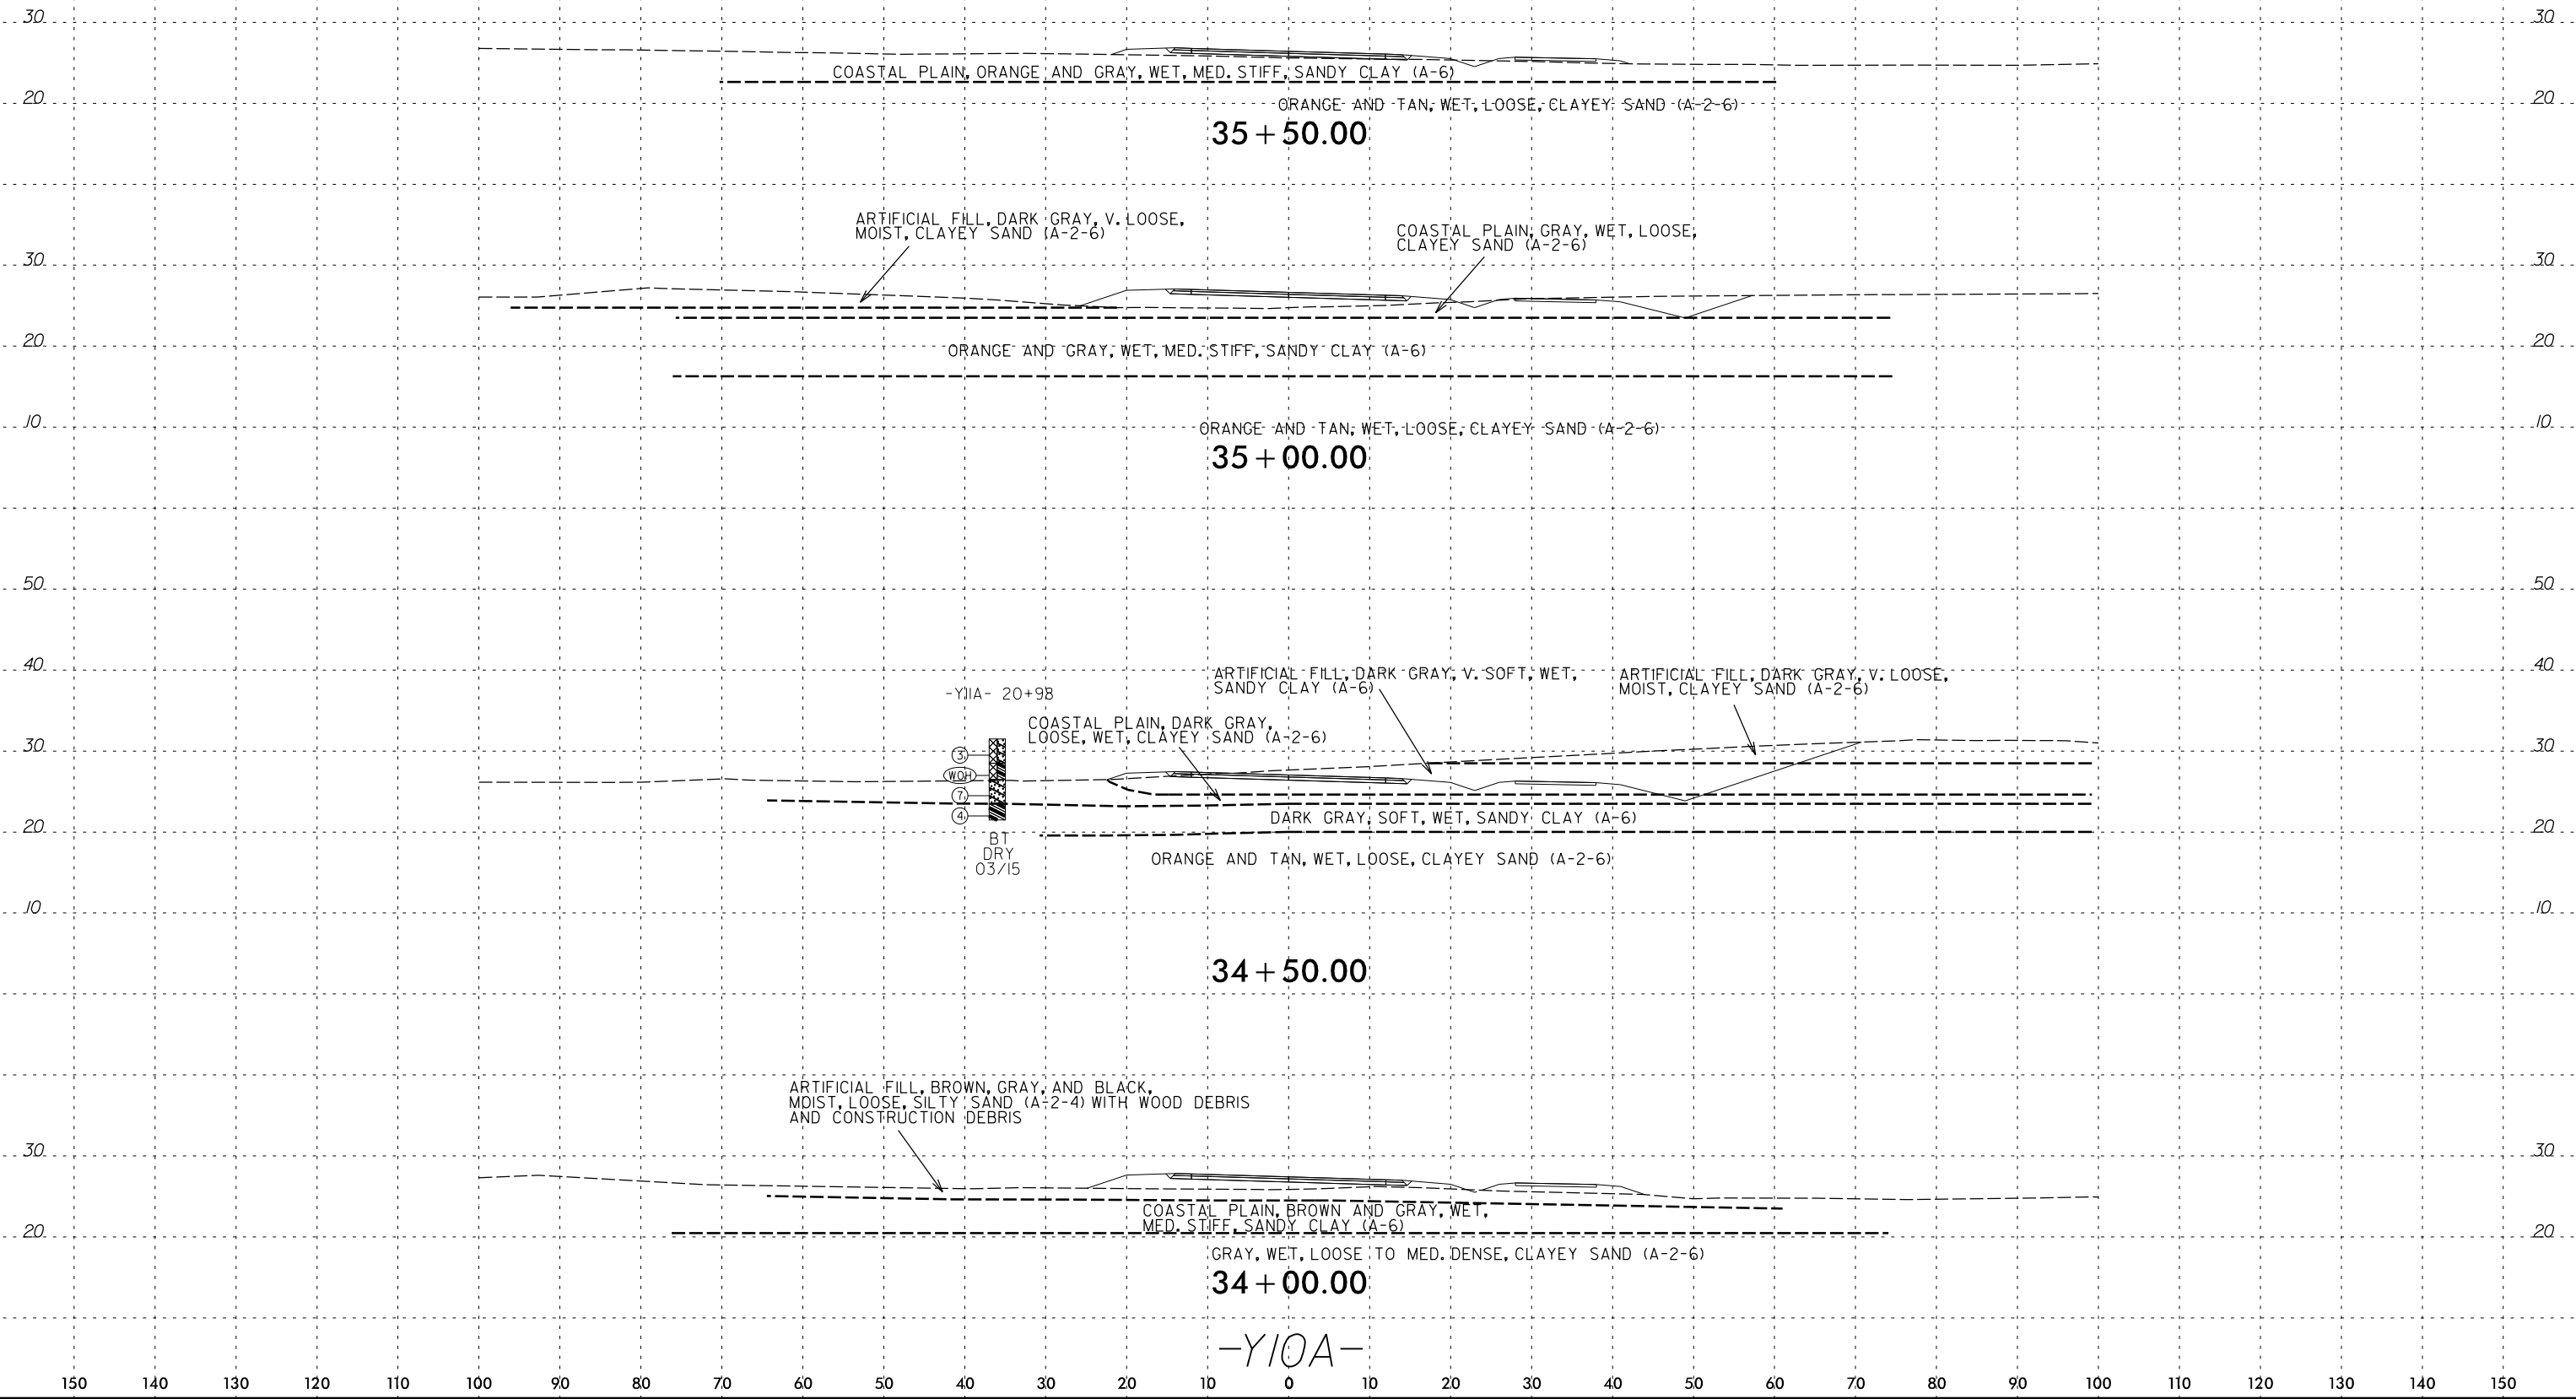 30 30
COASTAL PLAIN, ORANGE AND GRAY, WET, MED. STIFF, SANDY CLAY (A-6)
20 20
ORANGE AND TAN, WET, LOOSE, CLAYEY SAND (A-2-6)
35+50.00
ARTIFICIAL FILL, DARK GRAY, V. LOOSE,
MOIST, CLAYEY SAND (A-2-6)
COASTAL PLAIN, GRAY, WET, LOOSE,
CLAYEY SAND (A-2-6)
30 30
20 20
ORANGE AND GRAY, WET, MED. STIFF, SANDY CLAY (A-6)
10 10
ORANGE AND TAN, WET, LOOSE, CLAYEY SAND (A-2-6)
35+00.00
50 50
40 40
ARTIFICIAL FILL, DARK GRAY, V. SOFT, WET,
SANDY CLAY (A-6)
ARTIFICIAL FILL, DARK GRAY, V. LOOSE,
MOIST, CLAYEY SAND (A-2-6)
-Y11A- 20+98
COASTAL PLAIN, DARK GRAY,
LOOSE, WET, CLAYEY SAND (A-2-6)
30 30
3
WOH
7
4
DARK GRAY, SOFT, WET, SANDY CLAY (A-6)
20 20
BT
DRY
03/15
ORANGE AND TAN, WET, LOOSE, CLAYEY SAND (A-2-6)
10 10
34+50.00
ARTIFICIAL FILL, BROWN, GRAY, AND BLACK,
MOIST, LOOSE, SILTY SAND (A-2-4) WITH WOOD DEBRIS
AND CONSTRUCTION DEBRIS
30 30
COASTAL PLAIN, BROWN AND GRAY, WET,
MED. STIFF, SANDY CLAY (A-6)
20 20
GRAY, WET, LOOSE TO MED. DENSE, CLAYEY SAND (A-2-6)
34+00.00
-Y10A-
150 140 130 120 110 100 90 80 70 60 50 40 30 20 10 0 10 20 30 40 50 60 70 80 90 100 110 120 130 140 150